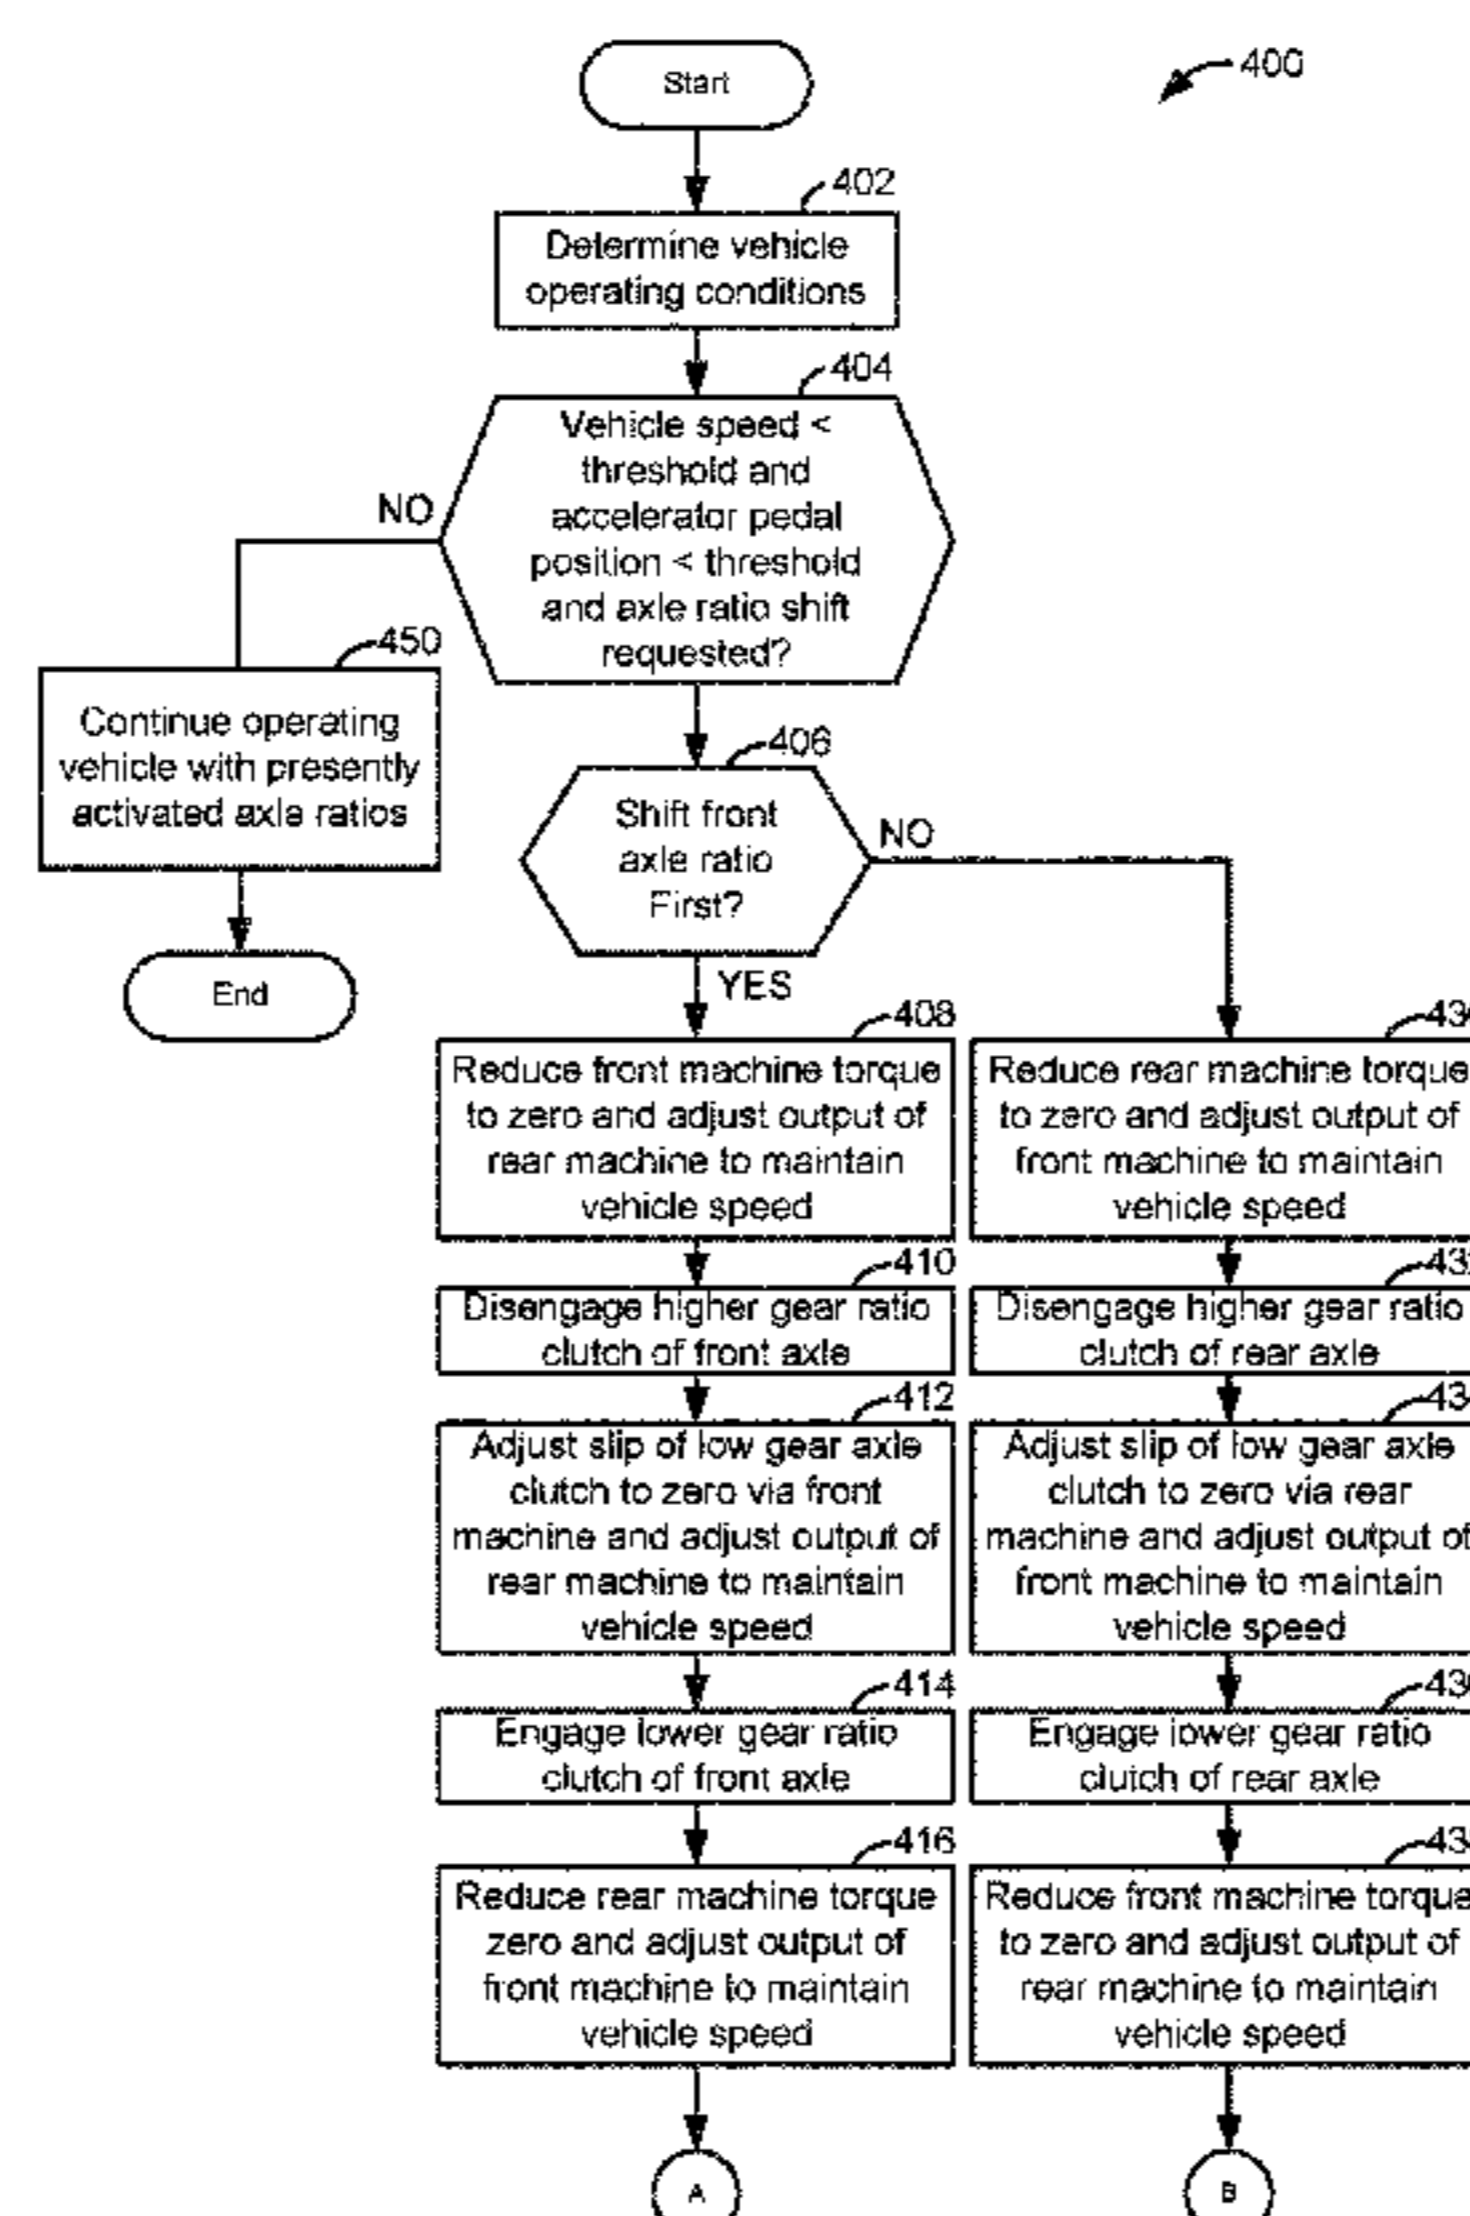 Start
400
402
Determine vehicle
operating conditions
404
Vehicle speed <
threshold and
accelerator pedal
position < threshold
and axle ratio shift
requested?
NO
450
Continue operating
vehicle with presently
activated axle ratios
End
406
Shift front
axle ratio
First?
NO
YES
408
Reduce front machine torque
to zero and adjust output of
rear machine to maintain
vehicle speed
410
Disengage higher gear ratio
clutch of front axle
412
Adjust slip of low gear axle
clutch to zero via front
machine and adjust output of
rear machine to maintain
vehicle speed
414
Engage lower gear ratio
clutch of front axle
416
Reduce rear machine torque
zero and adjust output of
front machine to maintain
vehicle speed
A
Reduce rear machine torque
to zero and adjust output of
front machine to maintain
vehicle speed
Disengage higher gear ratio
clutch of rear axle
Adjust slip of low gear axle
clutch to zero via rear
machine and adjust output of
front machine to maintain
vehicle speed
Engage lower gear ratio
clutch of rear axle
Reduce front machine torque
to zero and adjust output of
rear machine to maintain
vehicle speed
B